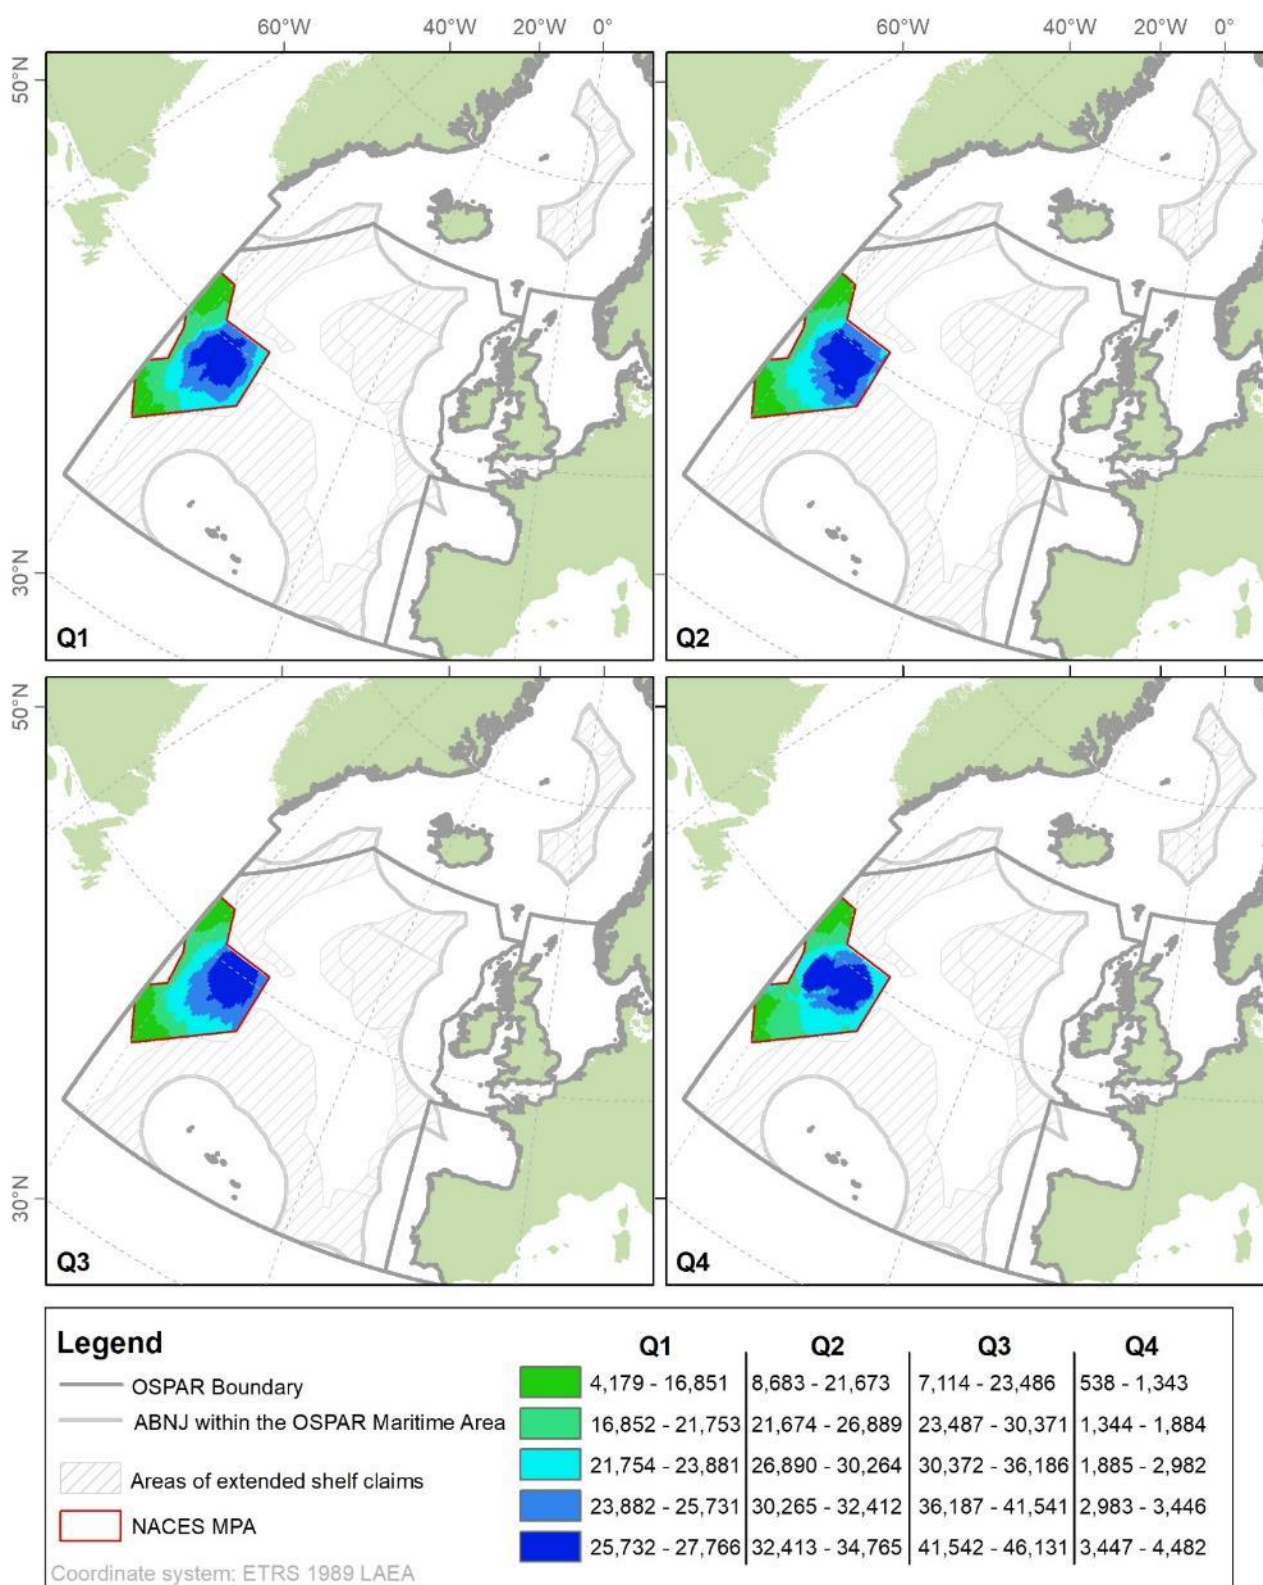 60°W 40°W 20°W 0° 60°W 40°W 20°W 0°
50°N
30°N
Q1 Q2
50°N
30°N
Q3 Q4
Legend Q1 Q2 Q3 Q4
OSPAR Boundary 4,179 - 16,851 8,683 - 21,673 7,114 - 23,486 538 - 1,343
ABNJ within the OSPAR Maritime Area 16,852 - 21,753 21,674 - 26,889 23,487 - 30,371 1,344 - 1,884
Areas of extended shelf claims 21,754 - 23,881 26,890 - 30,264 30,372 - 36,186 1,885 - 2,982
NACES MPA 23,882 - 25,731 30,265 - 32,412 36,187 - 41,541 2,983 - 3,446
25,732 - 27,766 32,413 - 34,765 41,542 - 46,131 3,447 - 4,482
Coordinate system: ETRS 1989 LAEA